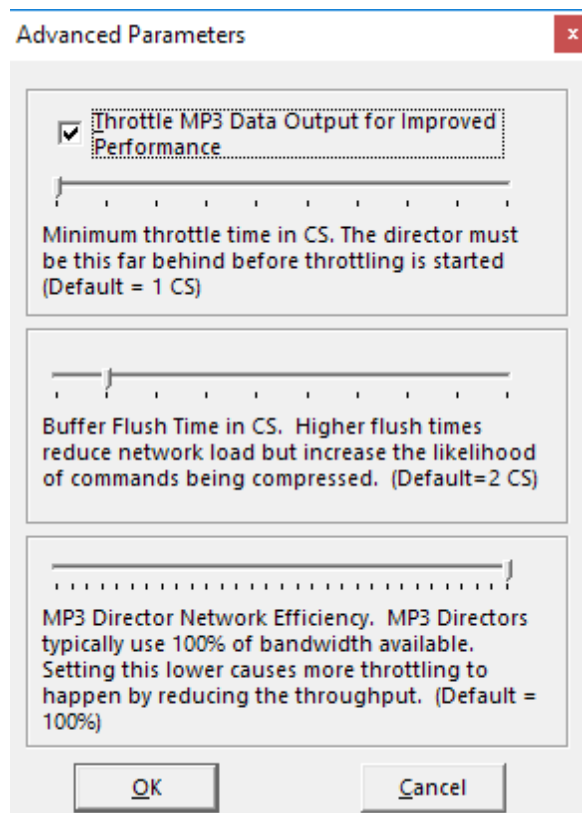 Advanced Parameters
x
Throttle MP3 Data Output for Improved
Performance
Minimum throttle time in CS. The director must
be this far behind before throttling is started
(Default = 1 CS)
Buffer Flush Time in CS.  Higher flush times
reduce network load but increase the likelihood
of commands being compressed.  (Default=2 CS)
MP3 Director Network Efficiency.  MP3 Directors
typically use 100% of bandwidth available.
Setting this lower causes more throttling to
happen by reducing the throughput.  (Default =
100%)
OK
Cancel